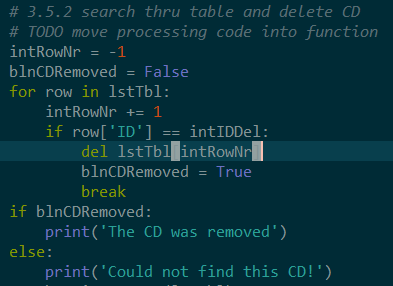 # 3.5.2 search thru table and delete CD
# TODO move processing code into function
intRowNr = -1
blnCDRemoved = False
for row in lstTbl:
    intRowNr += 1
    if row['ID'] == intIDDel:
        del lstTbl[intRowNr]
        blnCDRemoved = True
        break
if blnCDRemoved:
    print('The CD was removed')
else:
    print('Could not find this CD!')